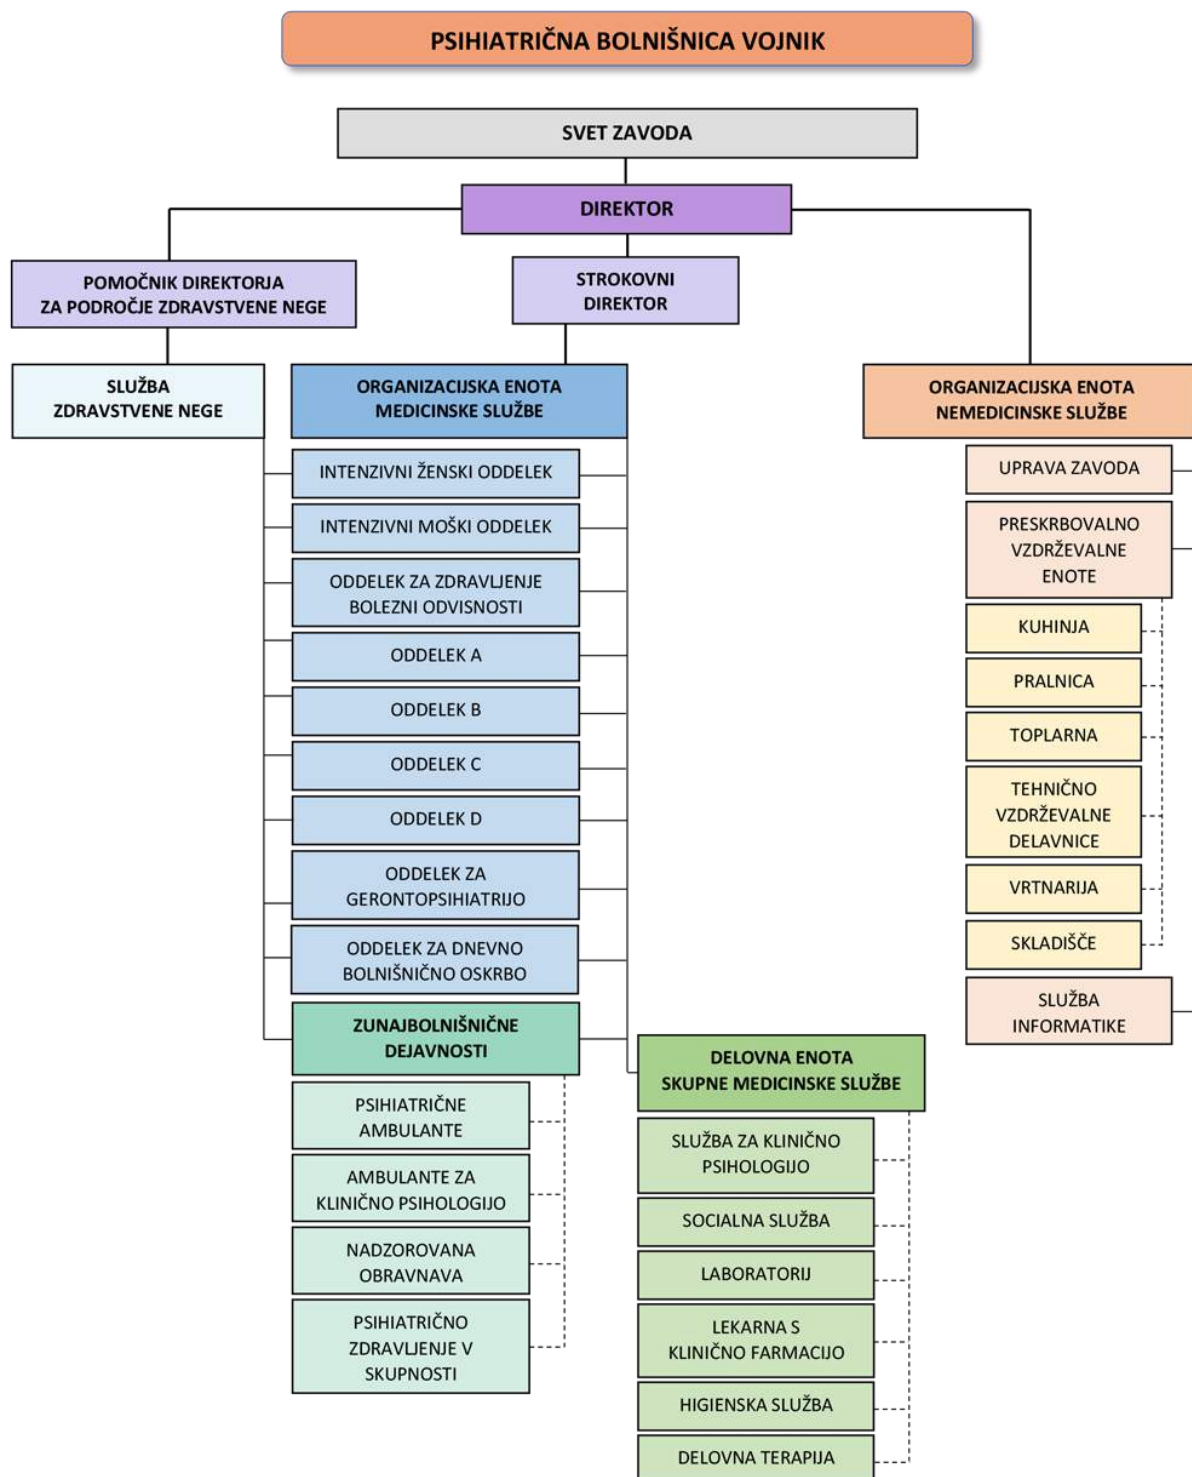 PSIHIATRIČNA BOLNIŠNICA VOJNIK
SVET ZAVODA
DIREKTOR
POMOČNIK DIREKTORJA
ZA PODROČJE ZDRAVSTVENE NEGE
STROKOVNI
DIREKTOR
SLUŽBA
ZDRAVSTVENE NEGE
ORGANIZACIJSKA ENOTA
MEDICINSKE SLUŽBE
INTENZIVNI ŽENSKI ODDELEK
INTENZIVNI MOŠKI ODDELEK
ODDELEK ZA ZDRAVLJENJE
BOLEZNI ODVISNOSTI
ODDELEK A
ODDELEK B
ODDELEK C
ODDELEK D
ODDELEK ZA
GERONTOPSIHIATRIJO
ODDELEK ZA DNEVNO
BOLNIŠNIČNO OSKRBO
ZUNAJBOLNIŠNIČNE
DEJAVNOSTI
PSIHIATRIČNE
AMBULANTE
AMBULANTE ZA
KLINIČNO PSIHOLOGIJO
NADZOROVANA
OBRAVNAVA
PSIHIATRIČNO
ZDRAVLJENJE V
SKUPNOSTI
DELOVNA ENOTA
SKUPNE MEDICINSKE SLUŽBE
SLUŽBA ZA KLINIČNO
PSIHOLOGIJO
SOCIALNA SLUŽBA
LABORATORIJ
LEKARNA S
KLINIČNO FARMACIJO
HIGIENSKA SLUŽBA
DELOVNA TERAPIJA
ORGANIZACIJSKA ENOTA
NEMEDICINSKE SLUŽBE
UPRAVA ZAVODA
PRESKRBOVALNO
VZDRŽEVALNE
ENOTE
KUHINJA
PRALNICA
TOPLARNA
TEHNIČNO
VZDRŽEVALNE
DELAVNICE
VRTNARIJA
SKLADIŠČE
SLUŽBA
INFORMATIKE